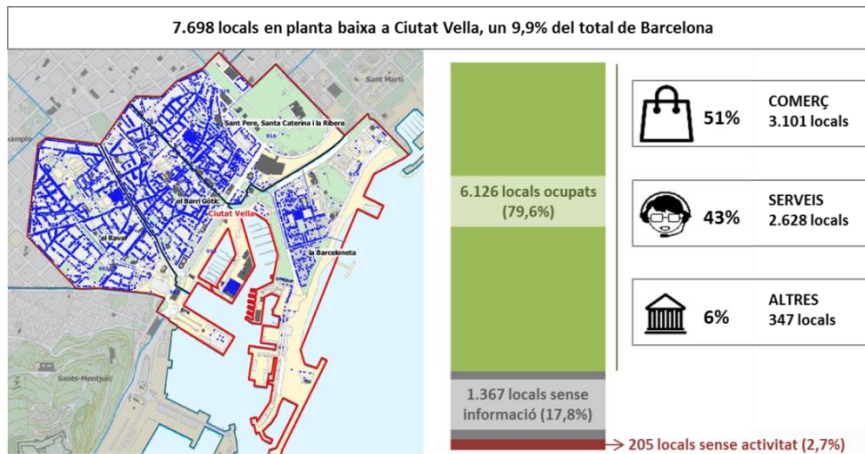 7.698 locals en planta baixa a Ciutat Vella, un 9,9% del total de Barcelona
Sant Martí
Sant Pere, Santa Caterina i la Ribera
el Barri Gòtic
Ciutat Vella
el Raval
la Barceloneta
Sants-Montjuïc
6.126 locals ocupats
(79,6%)
1.367 locals sense
informació (17,8%)
205 locals sense activitat (2,7%)
51%
COMERÇ
3.101 locals
43%
SERVEIS
2.628 locals
6%
ALTRES
347 locals